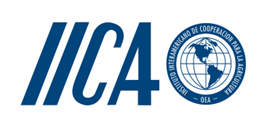 IICA
INSTITUTO INTERAMERICANO DE COOPERACION PARA LA AGRICULTURA
- OEA -